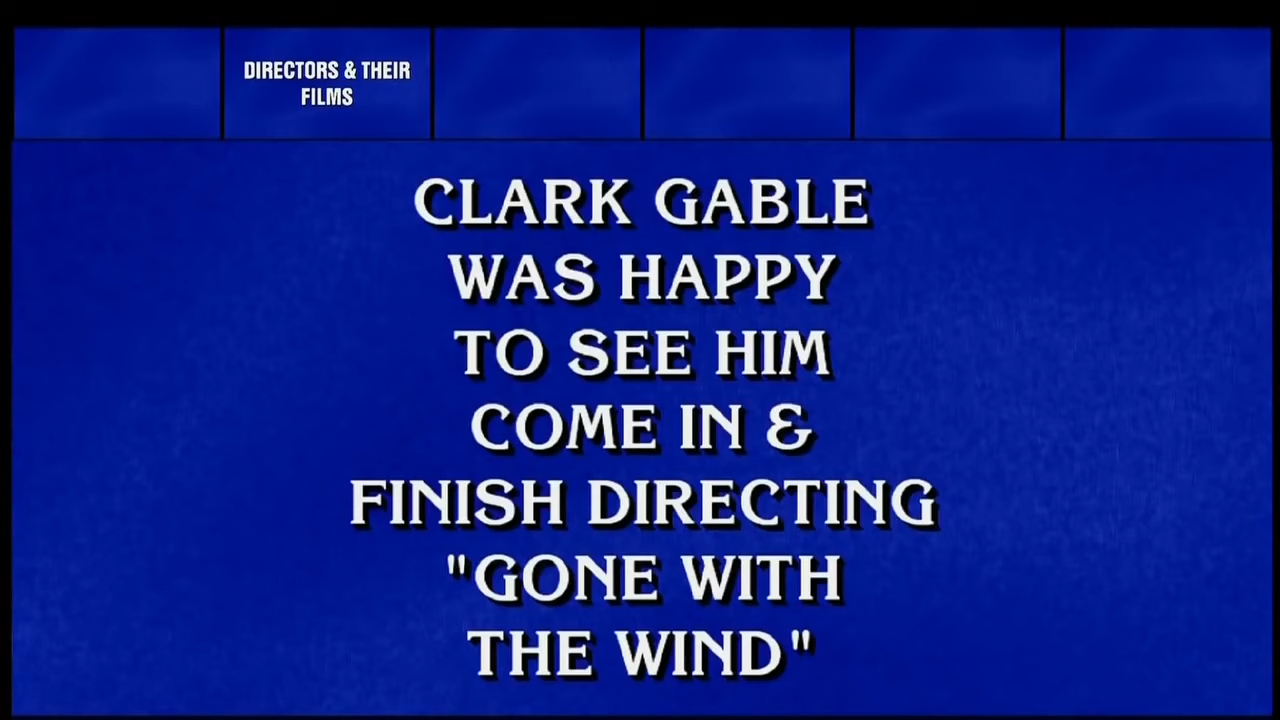 DIRECTORS & THEIR
FILMS
CLARK GABLE
WAS HAPPY
TO SEE HIM
COME IN &
FINISH DIRECTING
"GONE WITH
THE WIND"